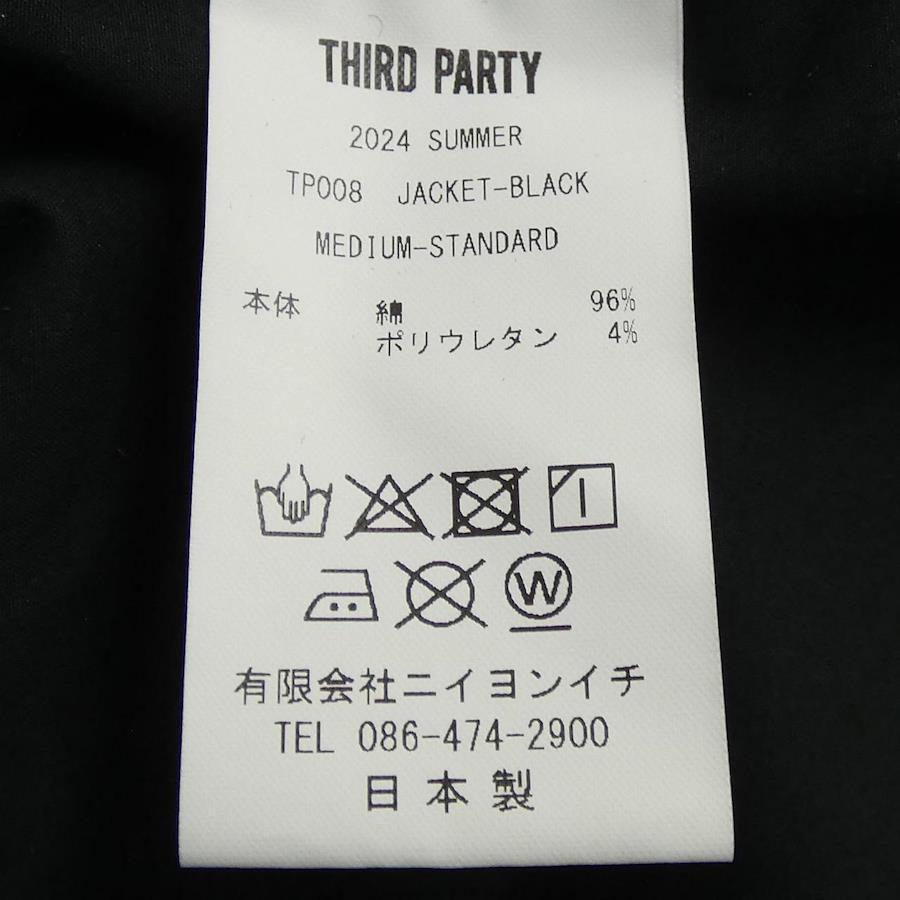 THIRD PARTY
2024 SUMMER
TP008 JACKET-BLACK
MEDIUM-STANDARD
本体 綿 96%
ポリウレタン 4%
W
有限会社ニイヨンイチ
TEL 086-474-2900
日本製